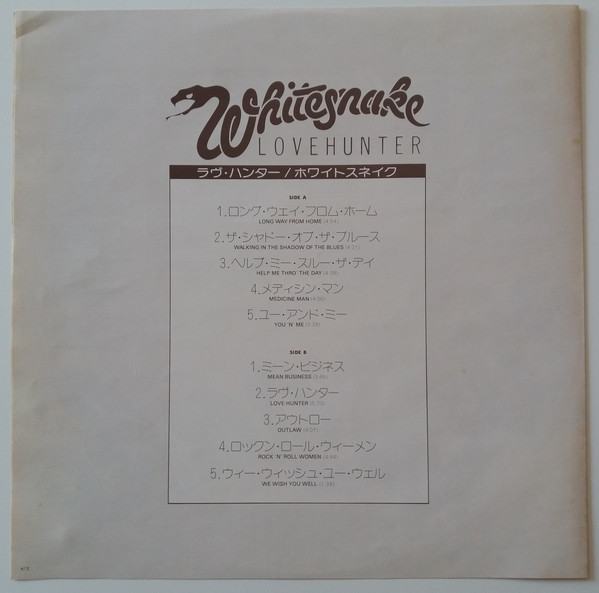 Whitesnake
LOVEHUNTER
ラヴ・ハンター/ホワイトスネイク
SIDE A
1.ロング・ウェイ・フロム・ホーム
LONG WAY FROM HOME
2.ザ・シャドー・オブ・ザ・ブルース
WALKING IN THE SHADOW OF THE BLUES
3.ヘルプ・ミー・スルー・ザ・デイ
HELP ME THRO' THE DAY
4.メディシン・マン
MEDICINE MAN
5.ユー・アンド・ミー
YOU 'N' ME
SIDE B
1.ミーン・ビジネス
MEAN BUSINESS
2.ラヴ・ハンター
LOVE HUNTER
3.アウトロー
OUTLAW
4.ロックン・ロール・ウィーメン
ROCK 'N' ROLL WOMEN
5.ウィー・ウィッシュ・ユー・ウェル
WE WISH YOU WELL